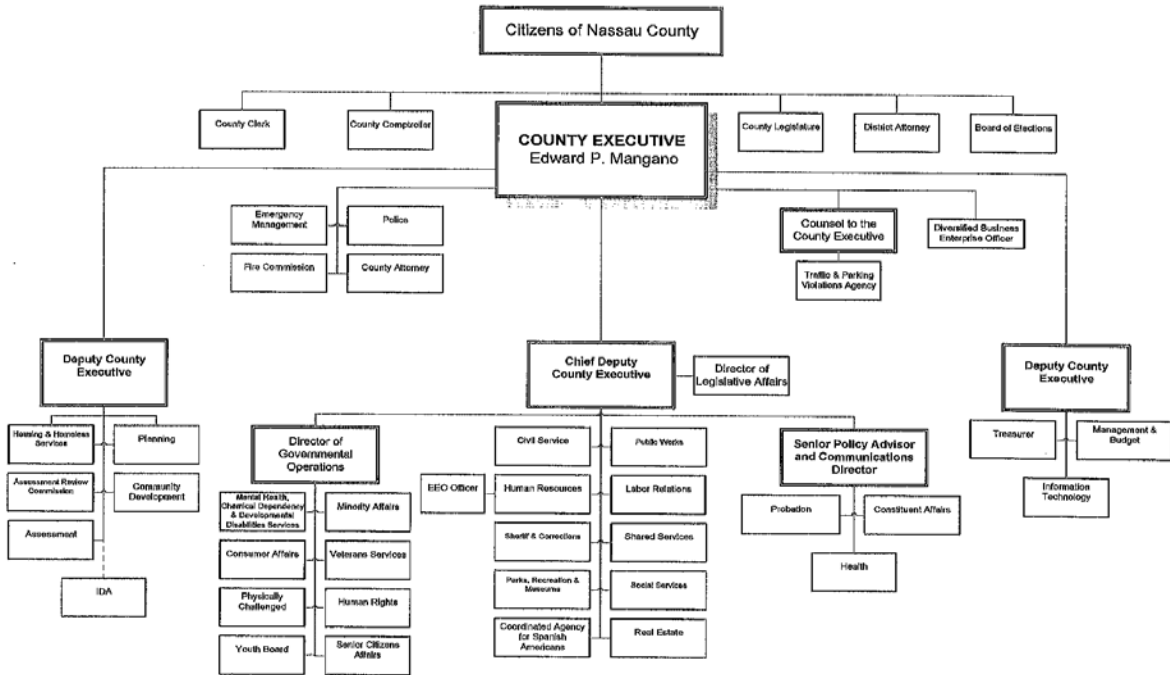 Citizens of Nassau County
County Clerk
County Comptroller
COUNTY EXECUTIVE
Edward P. Mangano
County Legislature
District Attorney
Board of Elections
Emergency
Management
Police
Fire Commission
County Attorney
Counsel to the
County Executive
Diversified Business
Enterprise Officer
Traffic & Parking
Violations Agency
Deputy County
Executive
Chief Deputy
County Executive
Director of
Legislative Affairs
Deputy County
Executive
Housing & Homeless
Services
Planning
Assessment Review
Commission
Community
Development
Assessment
IDA
Director of
Governmental
Operations
Mental Health,
Chemical Dependency
& Developmental
Disabilities Services
Minority Affairs
Consumer Affairs
Veterans Services
Physically
Challenged
Human Rights
Youth Board
Senior Citizens
Affairs
Civil Service
Public Works
EEO Officer
Human Resources
Labor Relations
Sheriff & Corrections
Shared Services
Parks, Recreation &
Museums
Social Services
Coordinated Agency
for Spanish
Americans
Real Estate
Senior Policy Advisor
and Communications
Director
Probation
Constituent Affairs
Health
Treasurer
Management &
Budget
Information
Technology